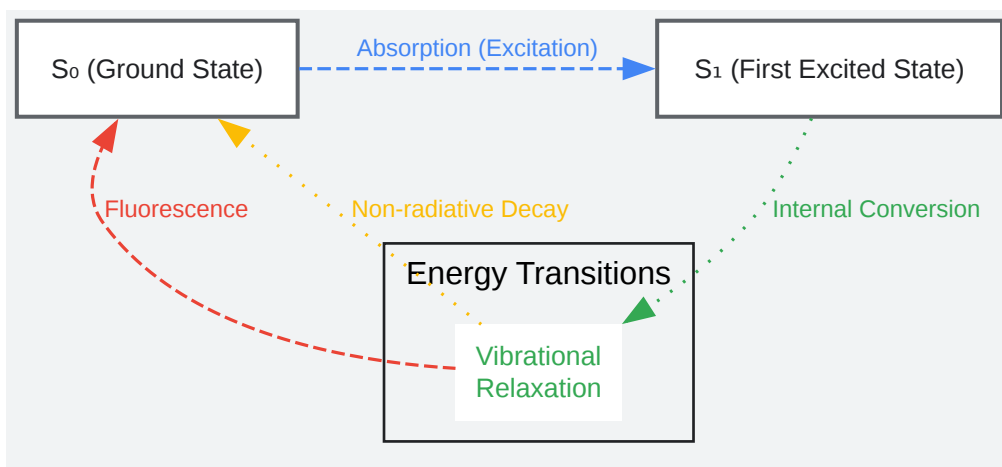 Absorption (Excitation)
S₀ (Ground State)
S₁ (First Excited State)
Fluorescence
Non-radiative Decay
Internal Conversion
Energy Transitions
Vibrational
Relaxation